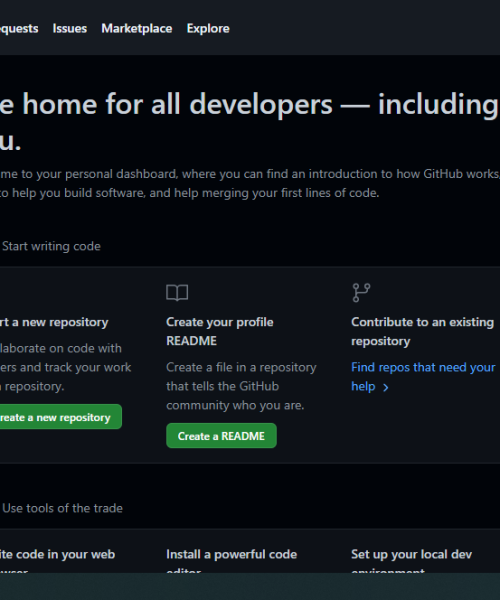 quests Issues Marketplace Explore
e home for all developers — including
u.
me to your personal dashboard, where you can find an introduction to how GitHub works,
to help you build software, and help merging your first lines of code.
Start writing code
rt a new repository
laborate on code with
ers and track your work
a repository.
reate a new repository
Create your profile
README
Create a file in a repository
that tells the GitHub
community who you are.
Create a README
Contribute to an existing
repository
Find repos that need your
help >
Use tools of the trade
ite code in your web
wser
Install a powerful code
editor
Set up your local dev
environment